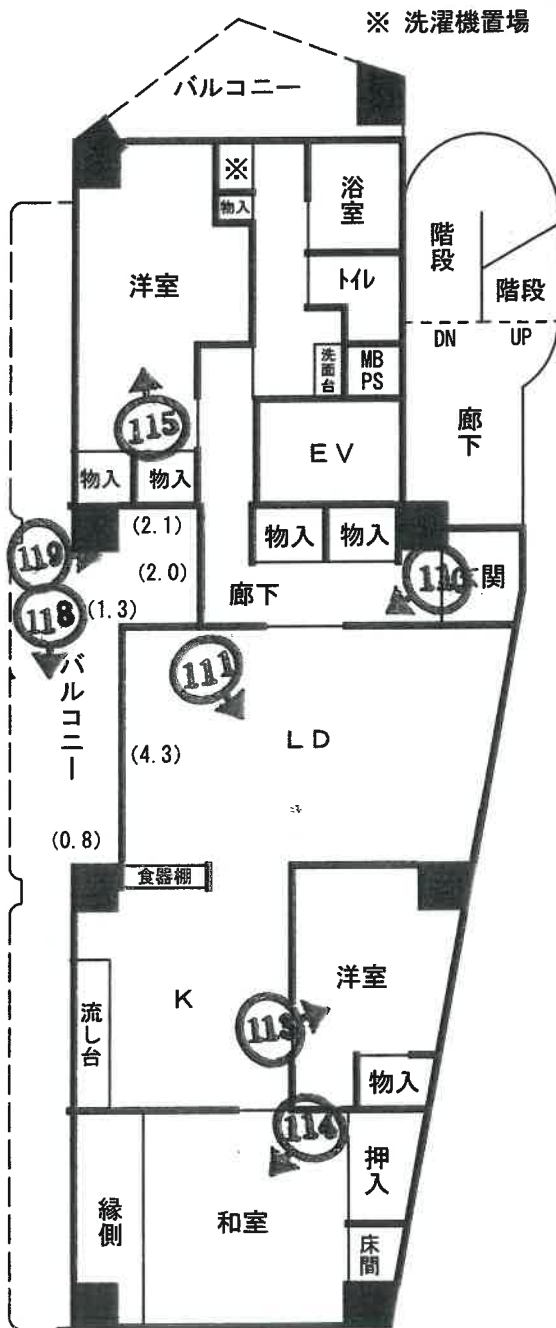 ※ 洗濯機置場
バルコニー
※
物入
浴室
洋室
トイレ
階段
階段
DN
UP
洗面台
MB
PS
115
EV
廊下
物入
物入
(2.1)
物入
物入
119
(2.0)
廊下
110
関
118
(1.3)
バルコニー
111
LD
(4.3)
(0.8)
食器棚
洋室
K
流し台
113
物入
114
押入
縁側
和室
床間